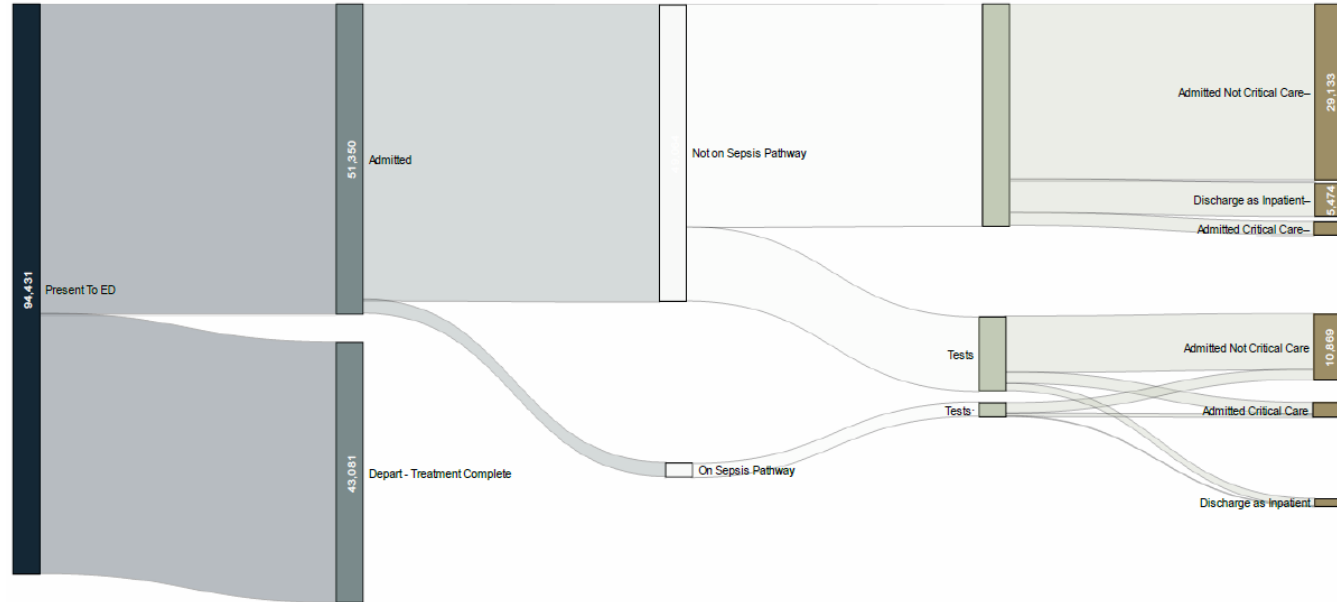 94,431
Present To ED
51,350
Admitted
43,081
Depart - Treatment Complete
Not on Sepsis Pathway
On Sepsis Pathway
Tests
Tests
Admitted Not Critical Care–
29,133
Discharge as Inpatient–
5,474
Admitted Critical Care–
Admitted Not Critical Care
10,869
Admitted Critical Care
Discharge as Inpatient